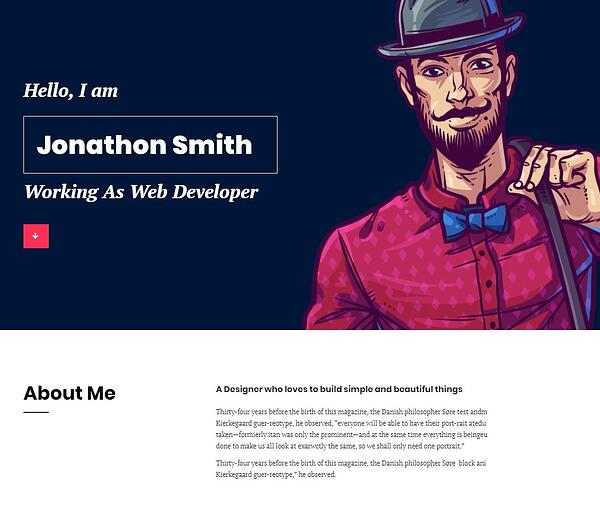 Hello, I am
Jonathon Smith
Working As Web Developer
About Me
A Designer who loves to build simple and beautiful things
Thirty-four years before the birth of this magazine, the Danish philosopher Søre test andm
Kierkegaard guer-reotype, he observed, "everyone will be able to have their port-rait atedu
taken—formierly itan was only the prominent—and at the same time everything is beingeu
done to make us all look at exarwctly the same, so we shall only need one portrait."
Thirty-four years before the birth of this magazine, the Danish philosopher Søre block ani
Kierkegaard guer-reotype," he observed.